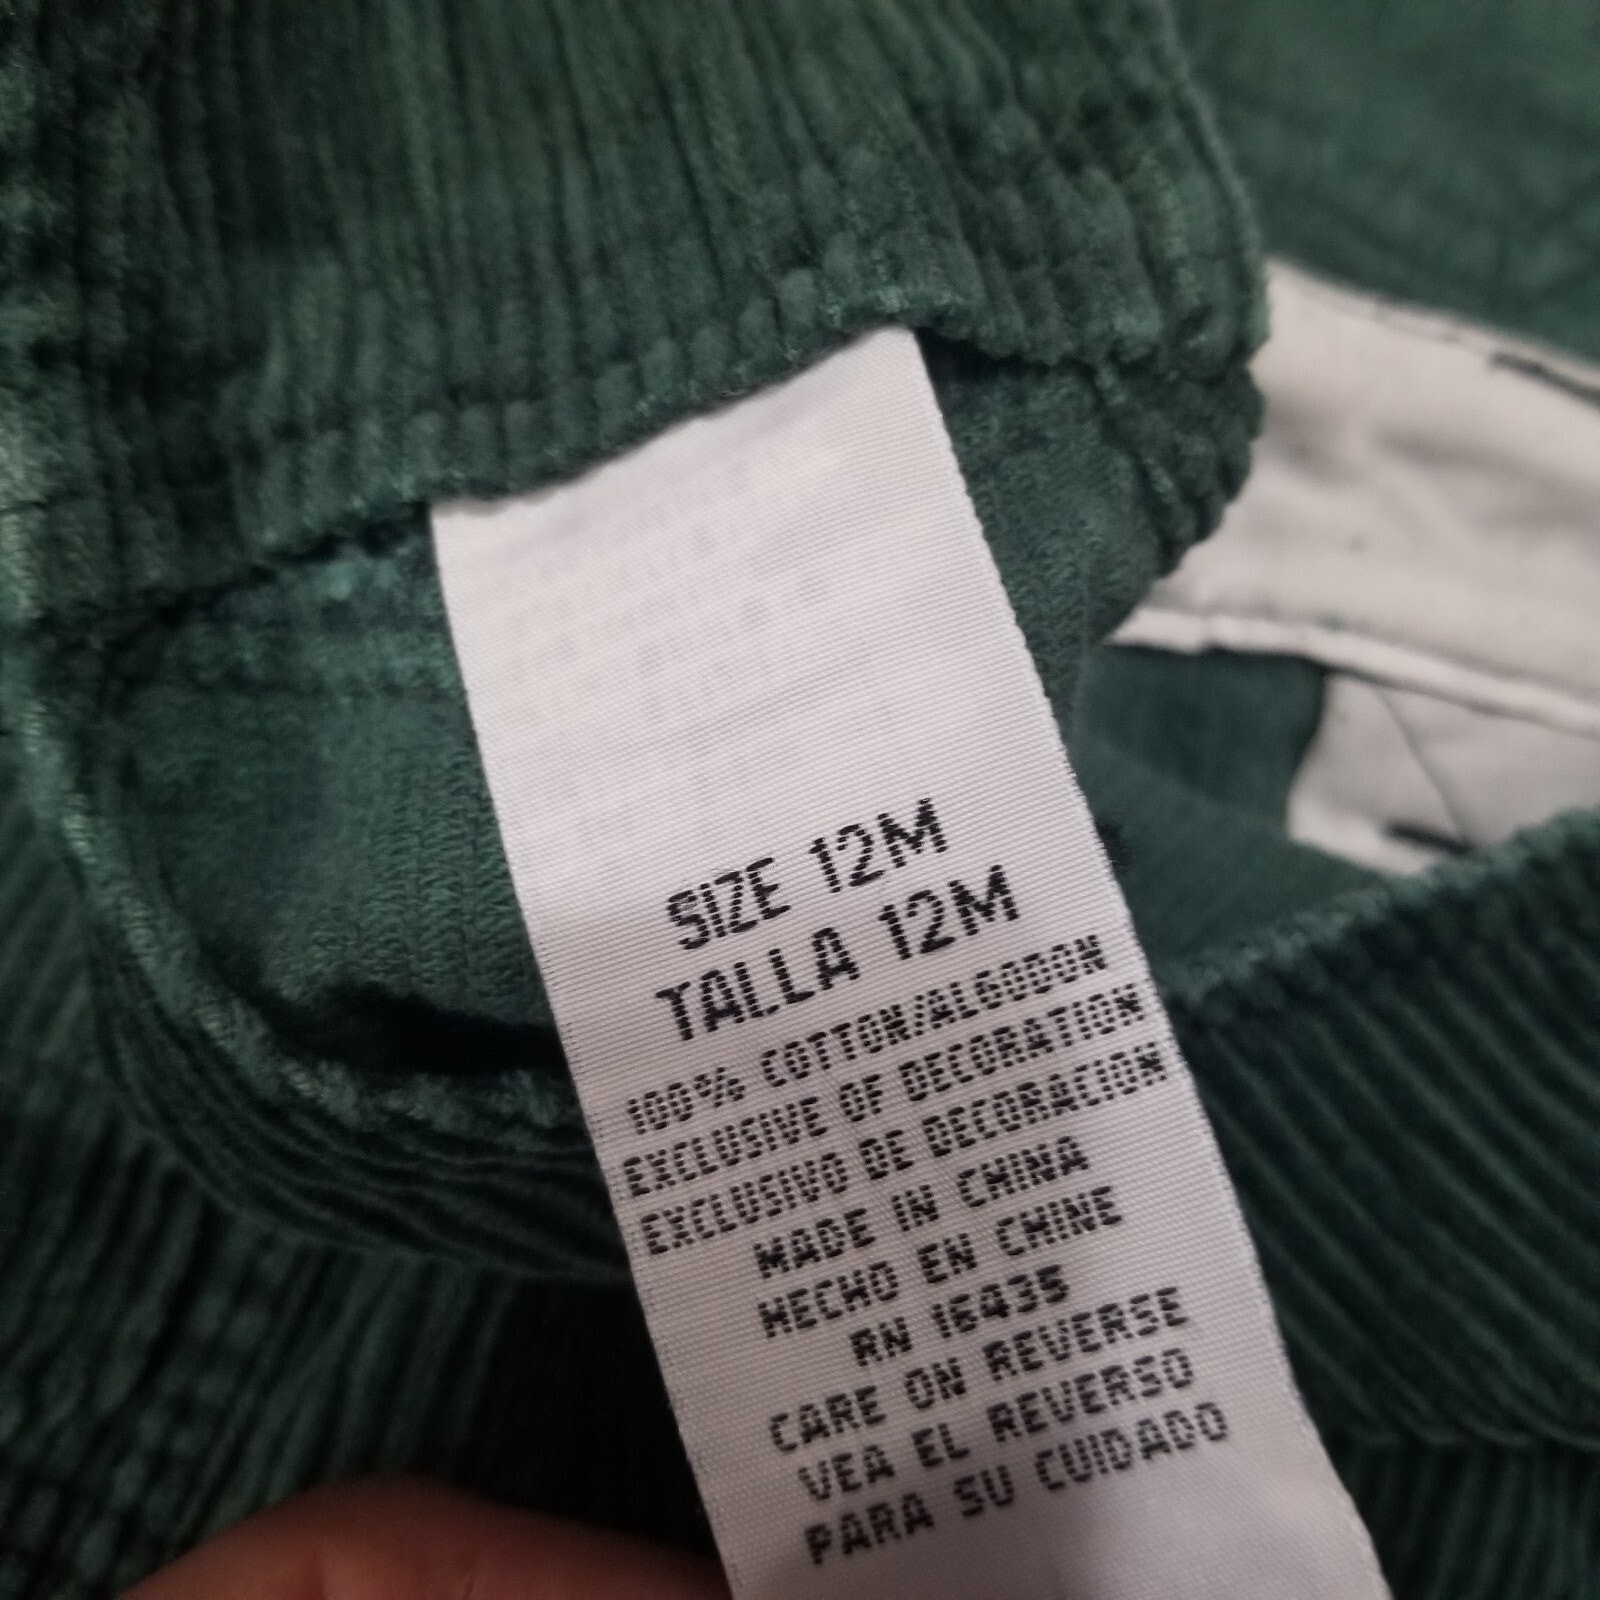 SIZE 12M
TALLA 12M
100% COTTON/ALGODON
EXCLUSIVE OF DECORATION
EXCLUSIVO DE DECORACION
MADE IN CHINA
HECHO EN CHINE
RN 16435
CARE ON REVERSE
VEA EL REVERSO
PARA SU CUIDADO